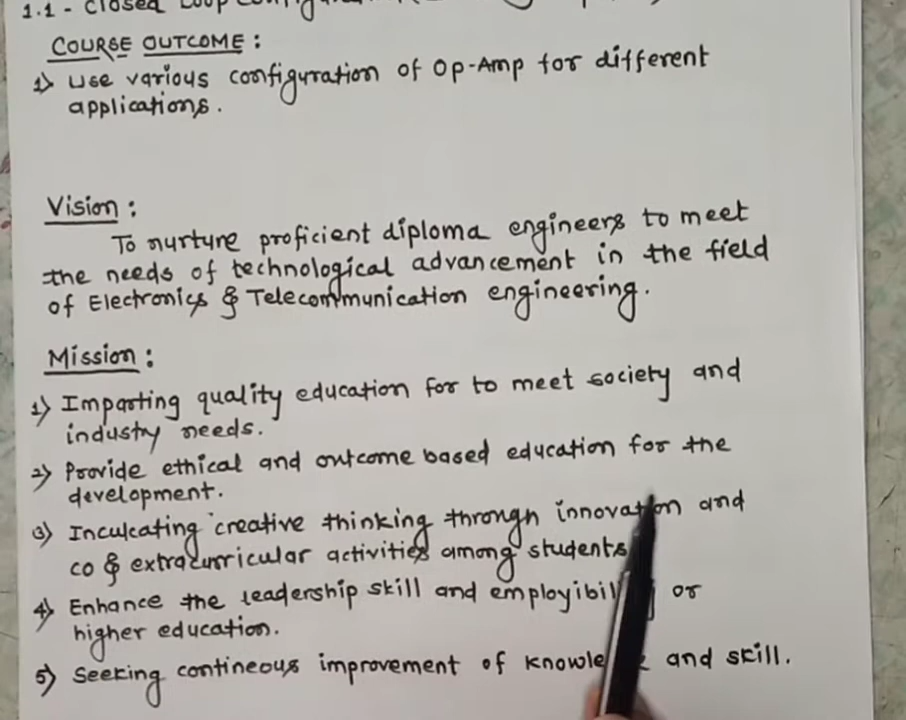 1.1 - Closed Loop
COURSE OUTCOME :
1) Use various configuration of Op-Amp for different
applications.
Vision :
To nurture proficient diploma engineers to meet
the needs of technological advancement in the field
of Electronics & Telecommunication engineering.
Mission :
1) Imparting quality education for to meet society and
industry needs.
2) Provide ethical and outcome based education for the
development.
3) Inculcating creative thinking through innovation and
co & extracurricular activities among students
4) Enhance the leadership skill and or
higher education.
5) Seeking contineous improvement of and skill.